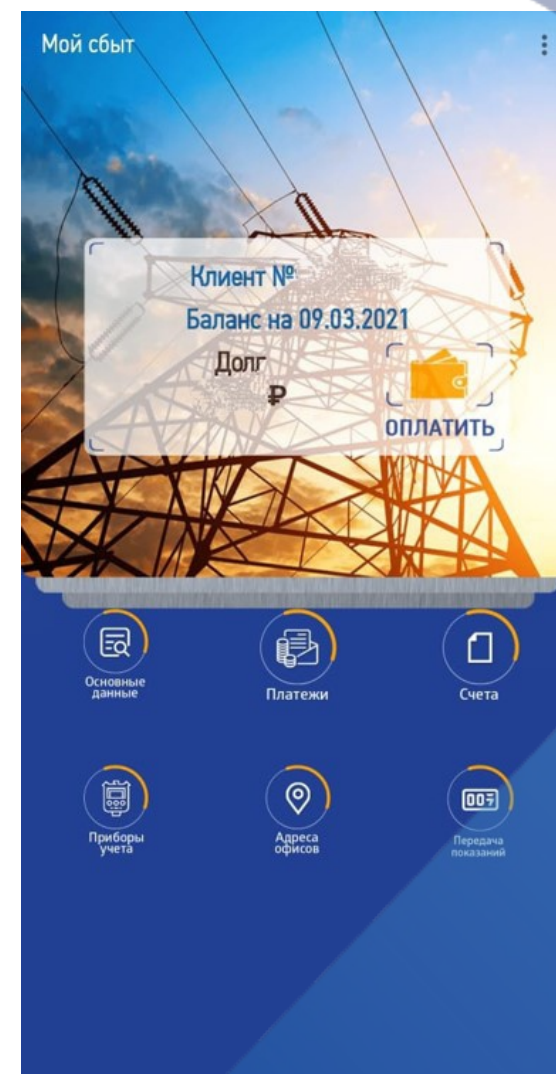 Мой сбыт
Клиент №
Баланс на 09.03.2021
Долг
₽
ОПЛАТИТЬ
Основные
данные
Платежи
Счета
Приборы
учета
Адреса
офисов
007
Передача
показаний